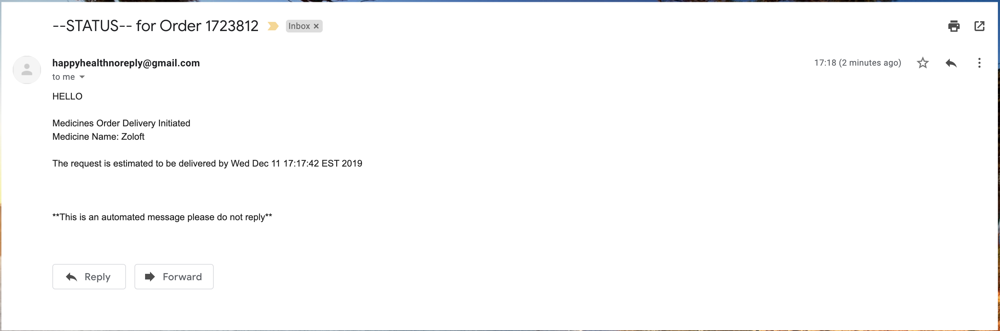 --STATUS-- for Order 1723812 Inbox ×
happyhealthnoreply@gmail.com 17:18 (2 minutes ago)
to me
HELLO
Medicines Order Delivery Initiated
Medicine Name: Zoloft
The request is estimated to be delivered by Wed Dec 11 17:17:42 EST 2019
**This is an automated message please do not reply**
Reply Forward